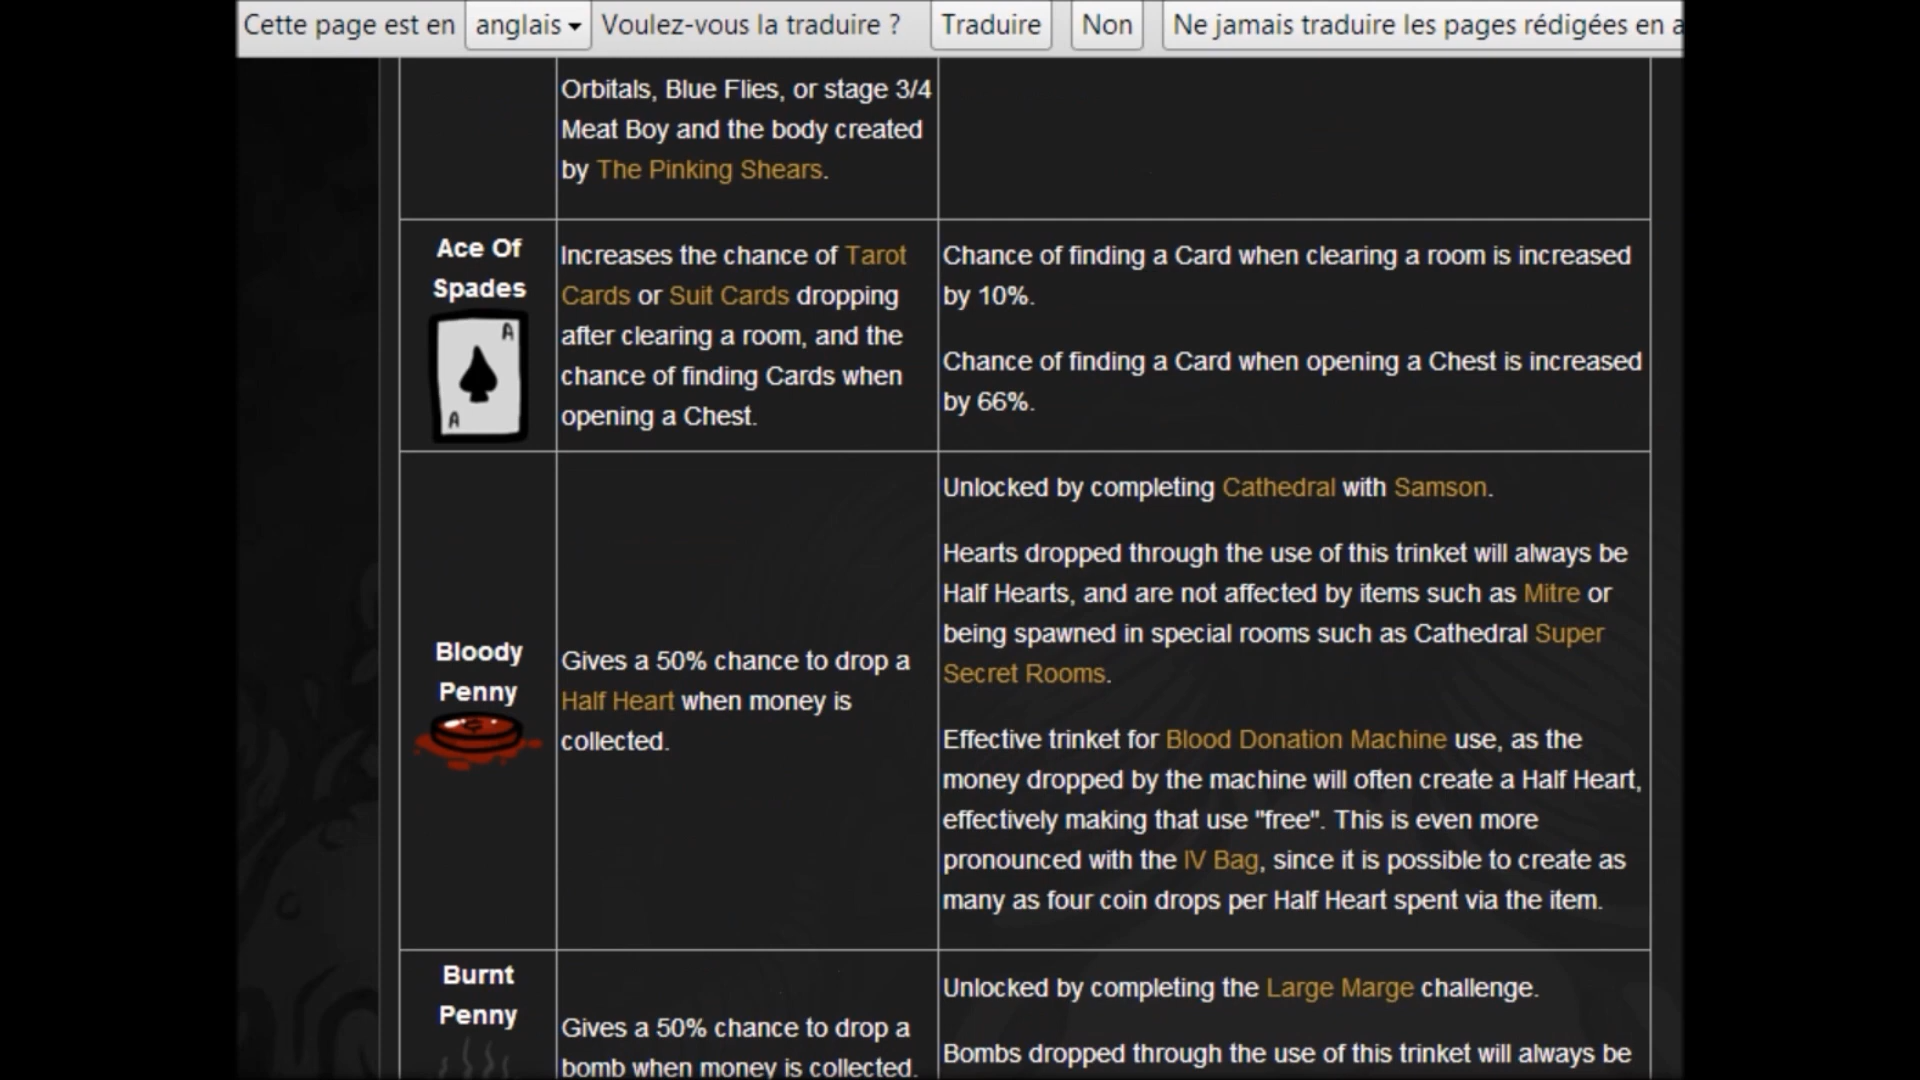 Cette page est en anglais Voulez-vous la traduire ? Traduire Non Ne jamais traduire les pages rédigées en a
Orbitals, Blue Flies, or stage 3/4
Meat Boy and the body created
by The Pinking Shears.
Ace Of
Spades
A
A
Increases the chance of Tarot
Cards or Suit Cards dropping
after clearing a room, and the
chance of finding Cards when
opening a Chest.
Chance of finding a Card when clearing a room is increased
by 10%.
Chance of finding a Card when opening a Chest is increased
by 66%.
Bloody
Penny
Gives a 50% chance to drop a
Half Heart when money is
collected.
Unlocked by completing Cathedral with Samson.
Hearts dropped through the use of this trinket will always be
Half Hearts, and are not affected by items such as Mitre or
being spawned in special rooms such as Cathedral Super
Secret Rooms.
Effective trinket for Blood Donation Machine use, as the
money dropped by the machine will often create a Half Heart,
effectively making that use "free". This is even more
pronounced with the IV Bag, since it is possible to create as
many as four coin drops per Half Heart spent via the item.
Burnt
Penny
Gives a 50% chance to drop a
bomb when money is collected.
Unlocked by completing the Large Marge challenge.
Bombs dropped through the use of this trinket will always be